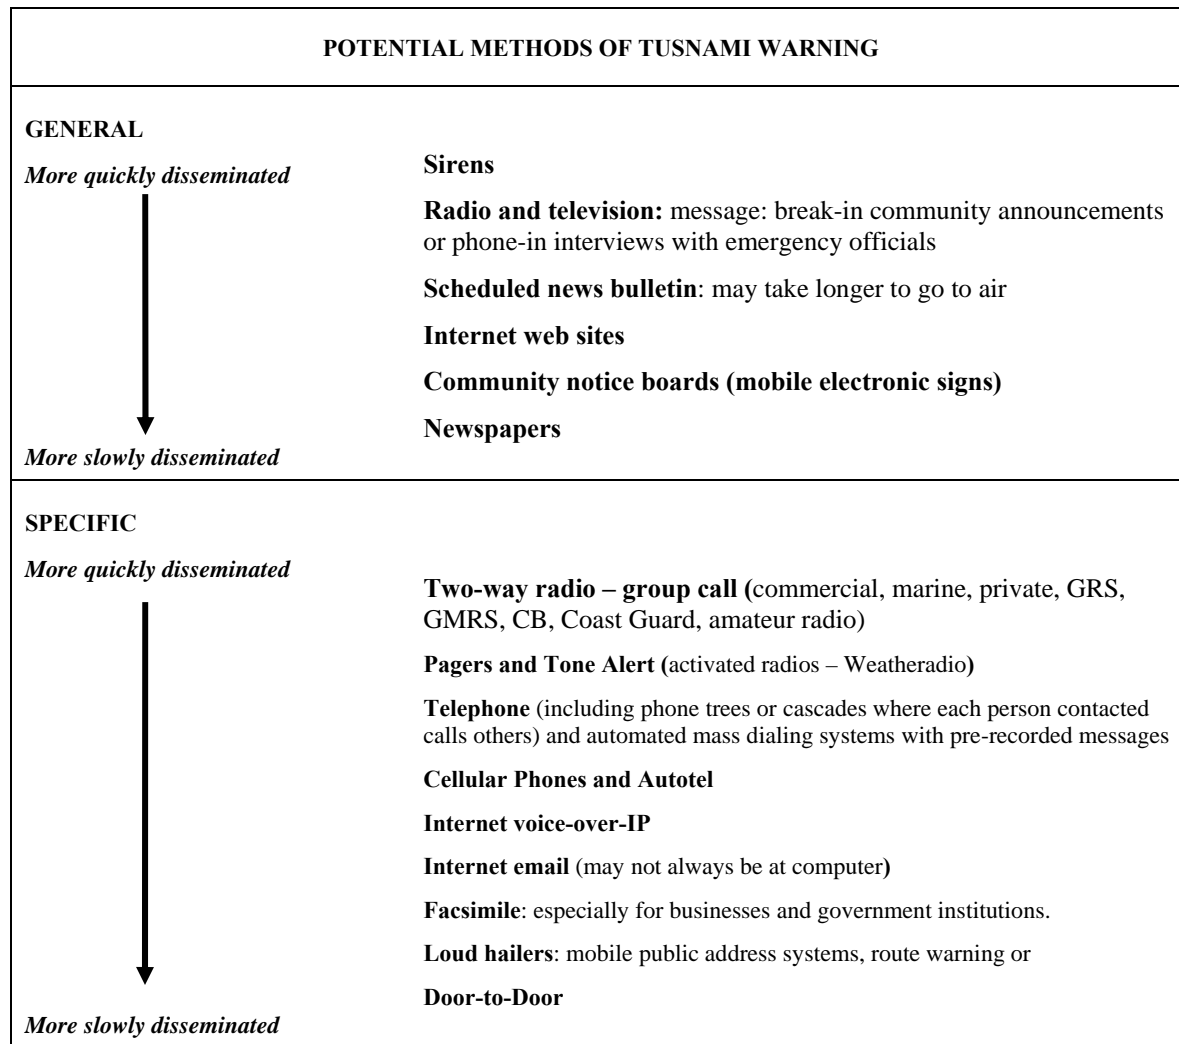 POTENTIAL METHODS OF TUSNAMI WARNING
GENERAL
More quickly disseminated
Sirens
Radio and television: message: break-in community announcements
or phone-in interviews with emergency officials
Scheduled news bulletin: may take longer to go to air
Internet web sites
Community notice boards (mobile electronic signs)
Newspapers
More slowly disseminated
SPECIFIC
More quickly disseminated
Two-way radio – group call (commercial, marine, private, GRS,
GMRS, CB, Coast Guard, amateur radio)
Pagers and Tone Alert (activated radios – Weatheradio)
Telephone (including phone trees or cascades where each person contacted
calls others) and automated mass dialing systems with pre-recorded messages
Cellular Phones and Autotel
Internet voice-over-IP
Internet email (may not always be at computer)
Facsimile: especially for businesses and government institutions.
Loud hailers: mobile public address systems, route warning or
Door-to-Door
More slowly disseminated